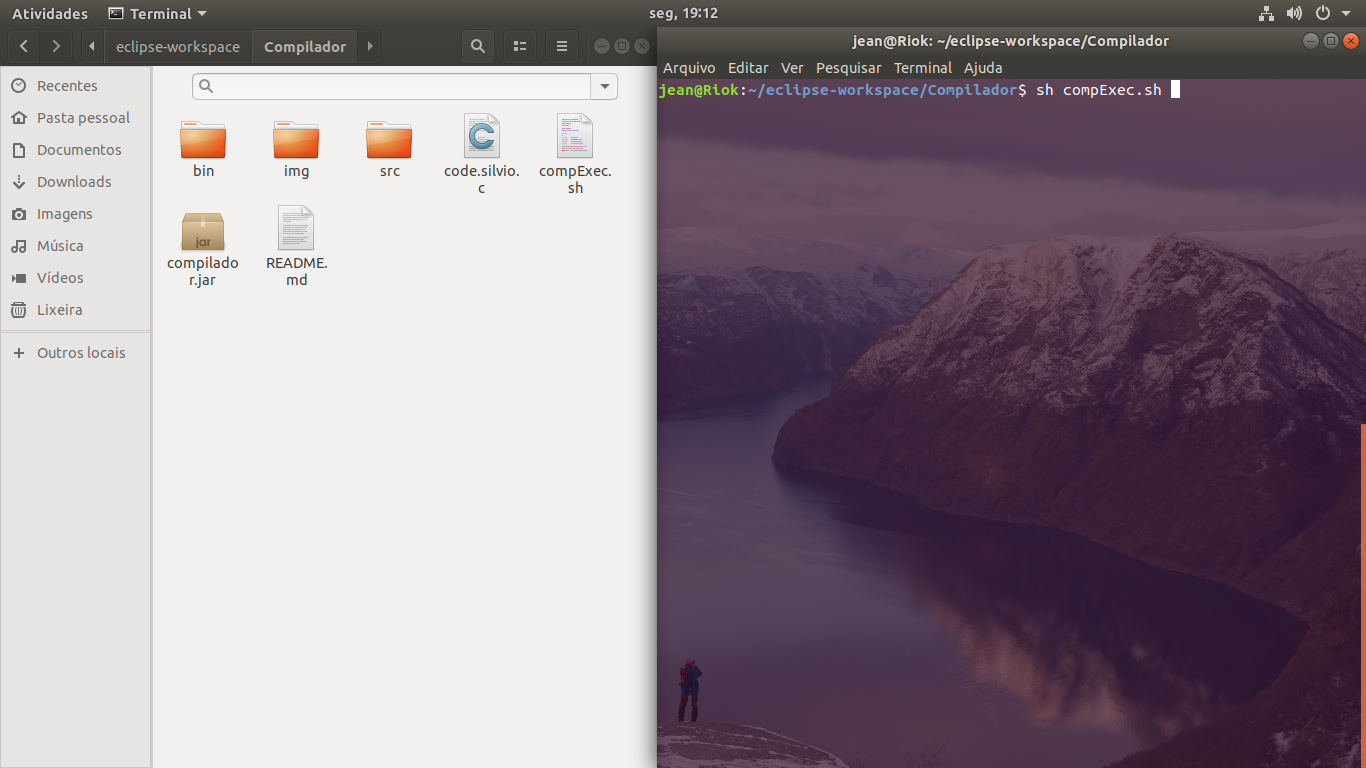 Atividades Terminal seg, 19:12
eclipse-workspace Compilador
jean@Riok: ~/eclipse-workspace/Compilador
Arquivo Editar Ver Pesquisar Terminal Ajuda
jean@Riok:~/eclipse-workspace/Compilador$ sh compExec.sh
Recentes
Pasta pessoal
Documentos
Downloads
Imagens
Música
Vídeos
Lixeira
Outros locais
bin
img
src
code.silvio.
c
compExec.
sh
jar
compilado
r.jar
README.
md